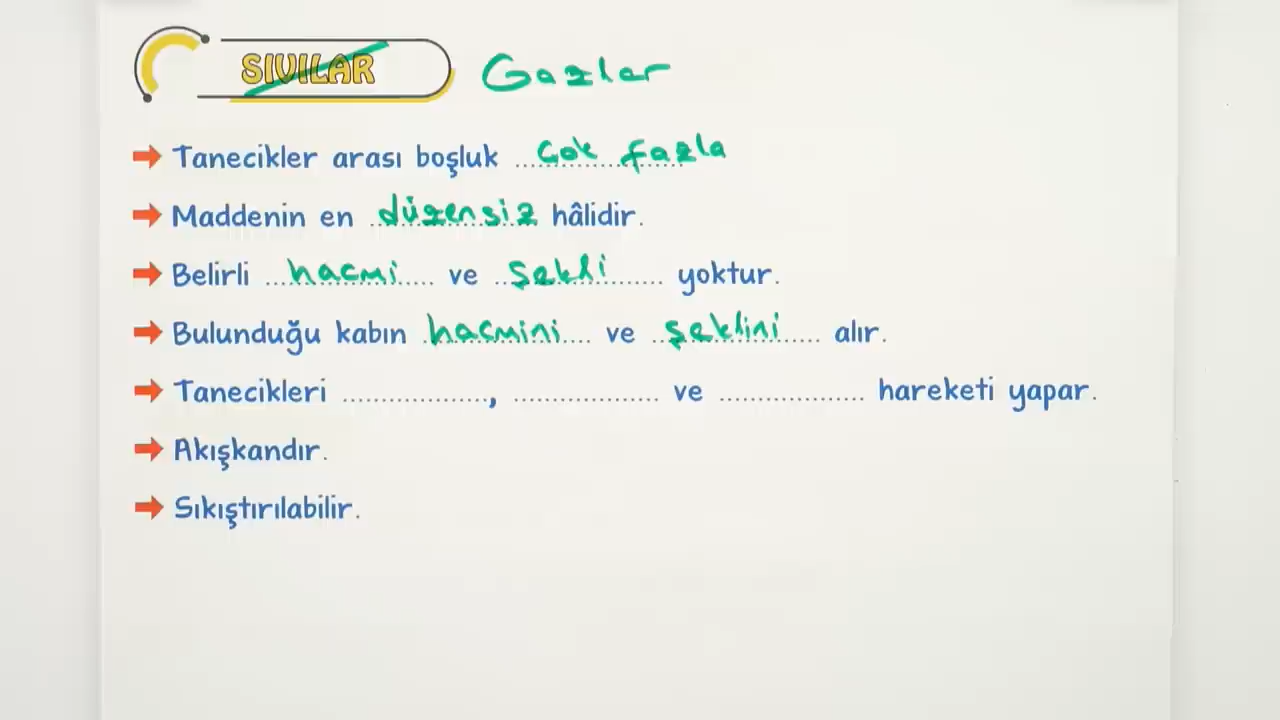 SIVILAR Gazlar
Tanecikler arası boşluk ... çok fazla
Maddenin en ... düzensiz ... hâlidir.
Belirli ... hacmi ... ve ... şekli ... yoktur.
Bulunduğu kabın ... hacmini ... ve ... şeklini ... alır.
Tanecikleri .................., .................. ve .................. hareketi yapar.
Akışkandır.
Sıkıştırılabilir.